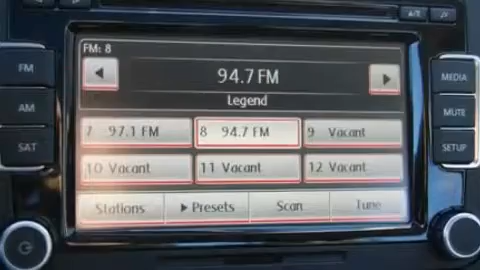 FM: 8
94.7 FM
Legend
7 97.1 FM 8 94.7 FM 9 Vacant
10 Vacant 11 Vacant 12 Vacant
Stations Presets Scan Tune
FM
AM
SAT
MEDIA
MUTE
SETUP